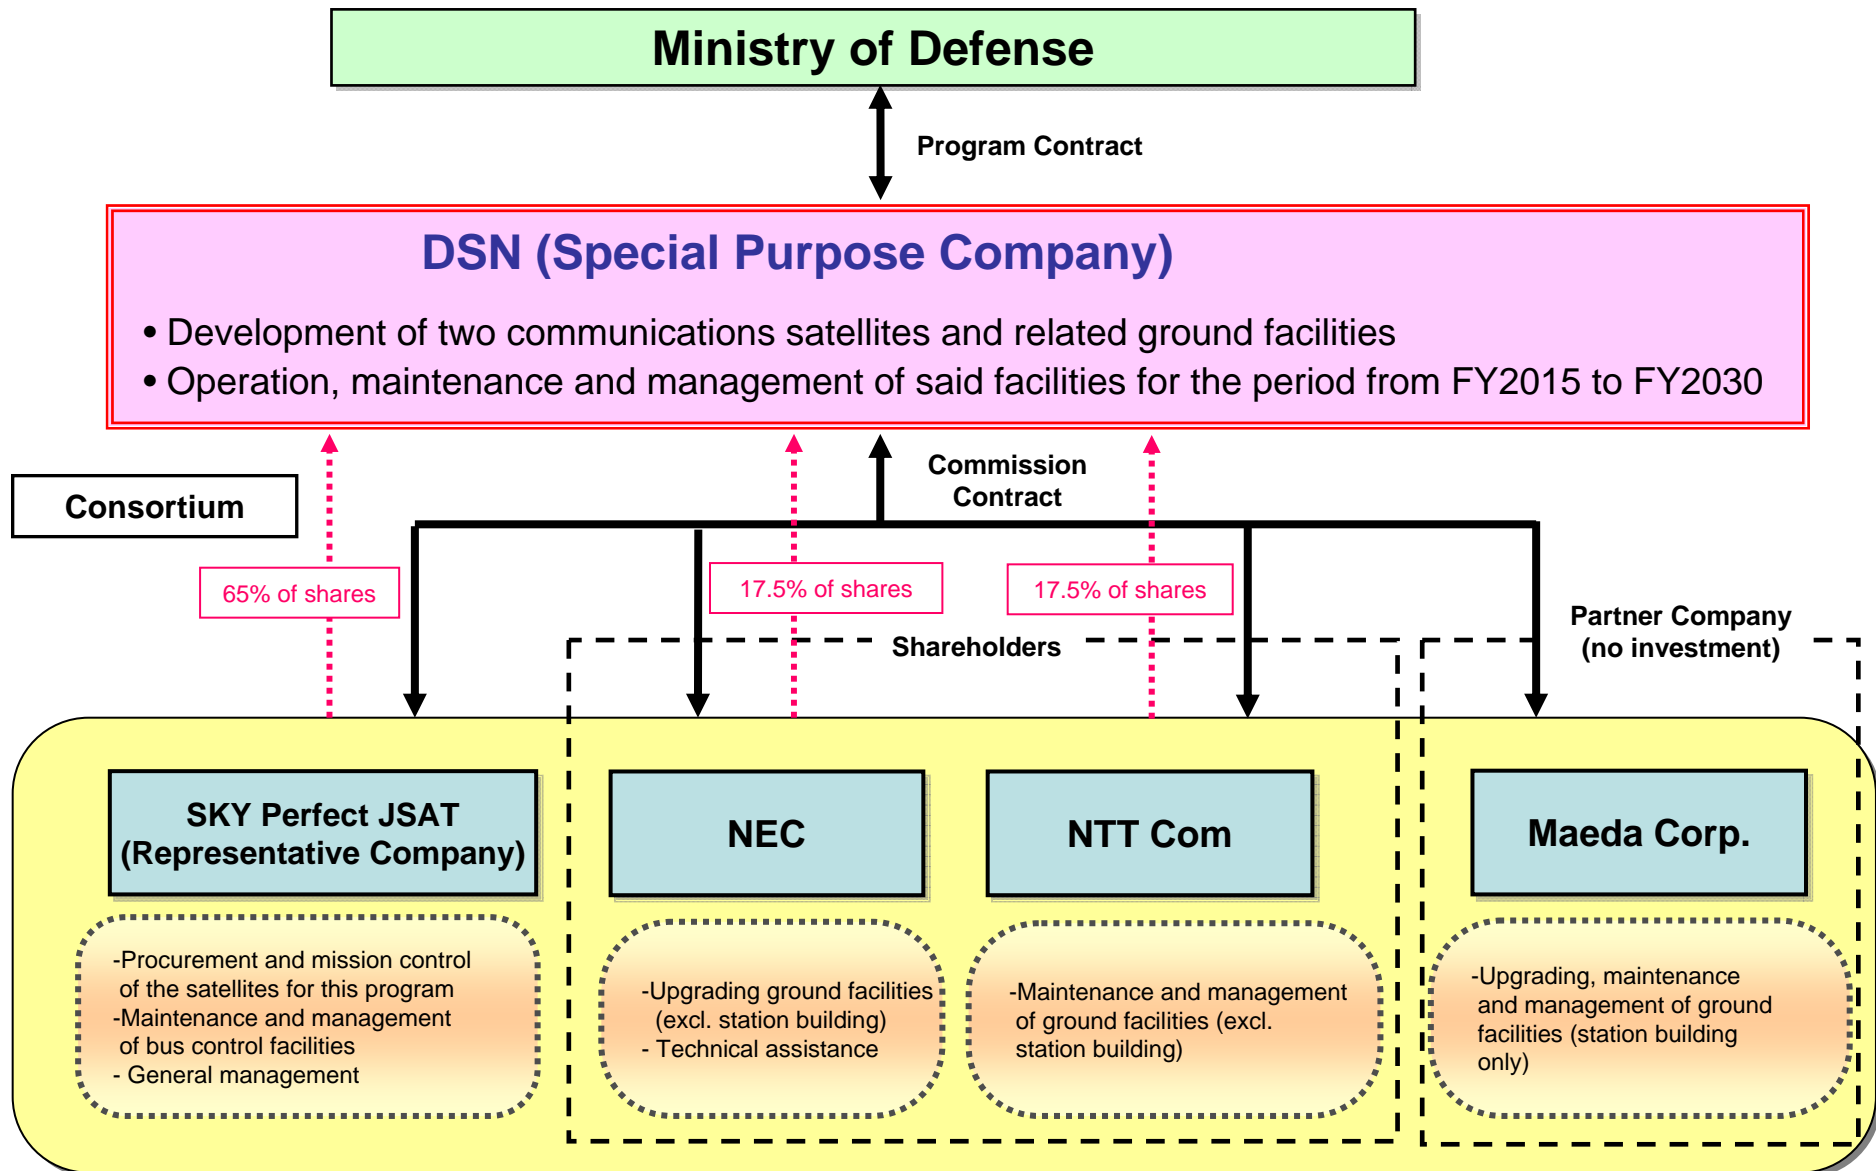 Ministry of Defense
Program Contract
DSN (Special Purpose Company)
• Development of two communications satellites and related ground facilities
• Operation, maintenance and management of said facilities for the period from FY2015 to FY2030
Consortium
Commission
Contract
65% of shares
17.5% of shares
17.5% of shares
Shareholders
Partner Company
(no investment)
SKY Perfect JSAT
(Representative Company)
NEC
NTT Com
Maeda Corp.
-Procurement and mission control
of the satellites for this program
-Maintenance and management
of bus control facilities
- General management
-Upgrading ground facilities
(excl. station building)
- Technical assistance
-Maintenance and management
of ground facilities (excl.
station building)
-Upgrading, maintenance
and management of ground
facilities (station building
only)